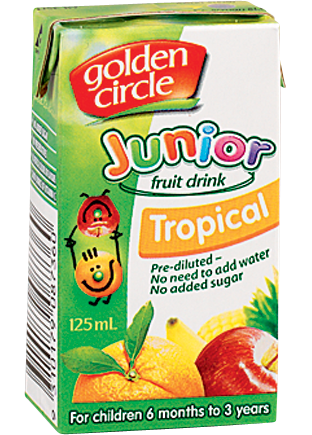 golden
circle
Junior
fruit drink
Tropical
Pre-diluted –
No need to add water
No added sugar
125mL
For children 6 months to 3 years